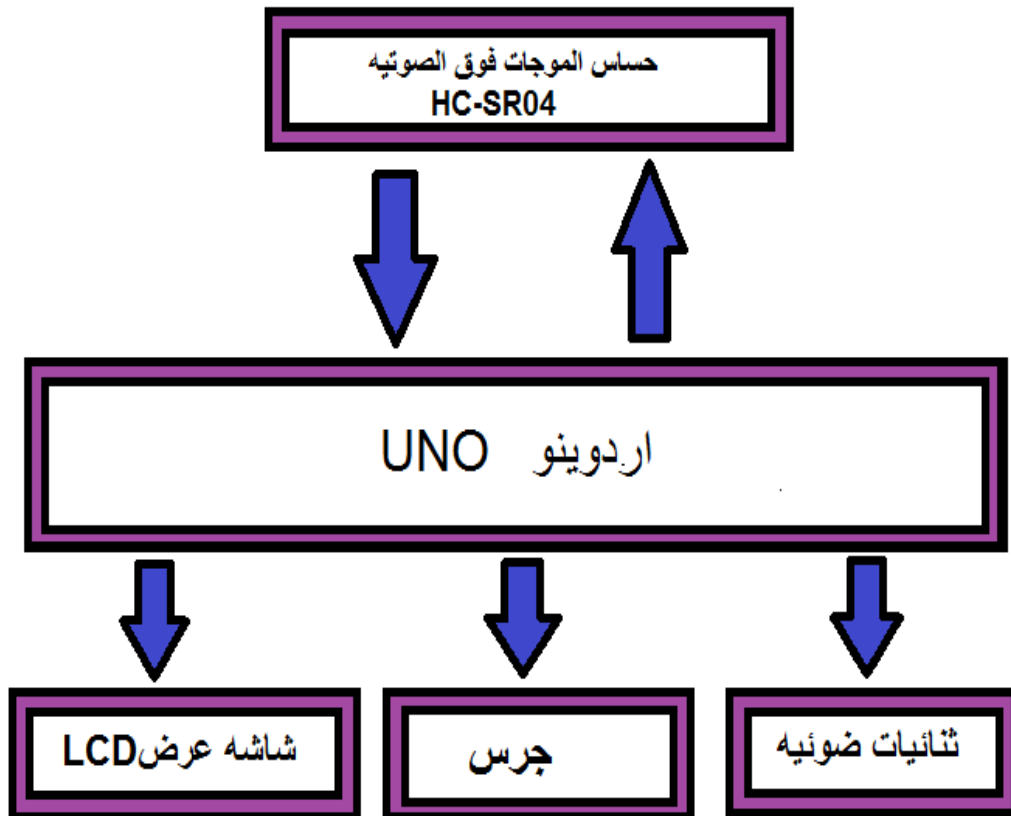 حساس الموجات فوق الصوتيه
HC-SR04
اردوينو UNO
ثنائيات ضوئيه
جرس
شاشه عرضLCD